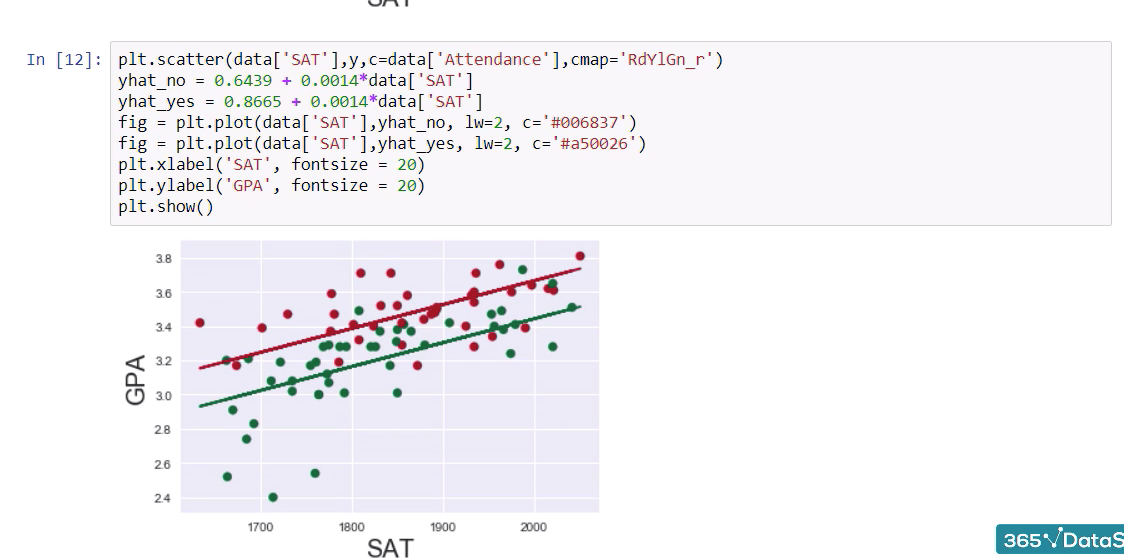 SAT
In [12]:
plt.scatter(data['SAT'],y,c=data['Attendance'],cmap='RdYlGn_r')
yhat_no = 0.6439 + 0.0014*data['SAT']
yhat_yes = 0.8665 + 0.0014*data['SAT']
fig = plt.plot(data['SAT'],yhat_no, lw=2, c='#006837')
fig = plt.plot(data['SAT'],yhat_yes, lw=2, c='#a50026')
plt.xlabel('SAT', fontsize = 20)
plt.ylabel('GPA', fontsize = 20)
plt.show()
3.8
3.6
3.4
3.2
3.0
2.8
2.6
2.4
GPA
1700 1800 1900 2000
SAT
365 DataS